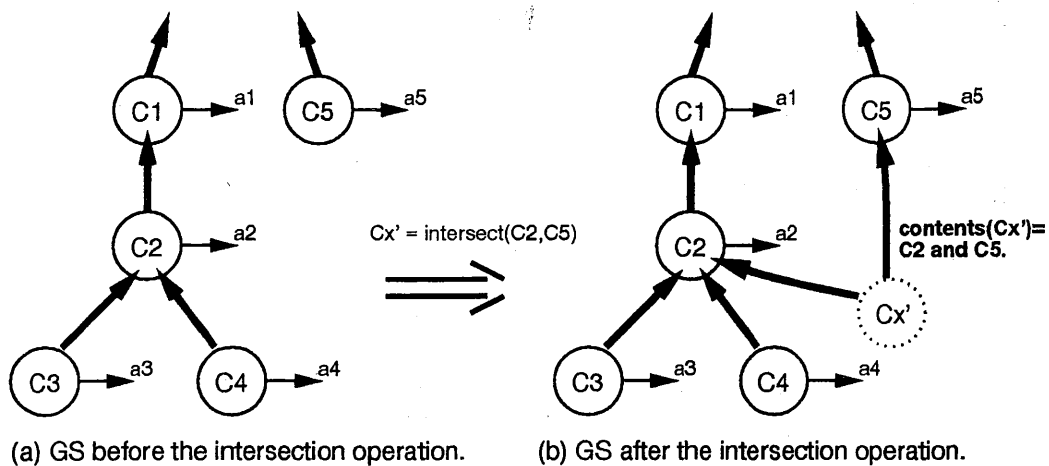 C1
a1
C5
a5
C2
a2
C3
a3
C4
a4
(a) GS before the intersection operation.
Cx' = intersect(C2,C5)
C1
a1
C5
a5
C2
a2
contents(Cx')=
C2 and C5.
Cx'
C3
a3
C4
a4
(b) GS after the intersection operation.